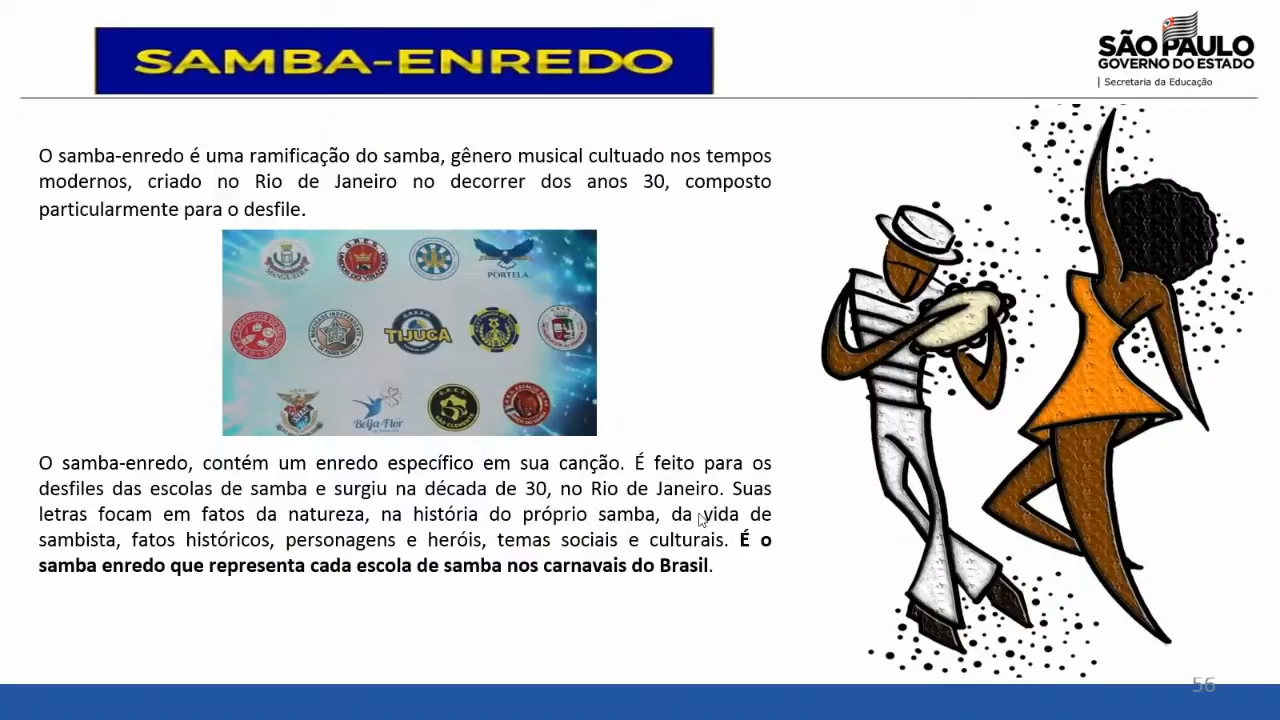 SAMBA-ENREDO
SÃO PAULO
GOVERNO DO ESTADO
Secretaria da Educação
O samba-enredo é uma ramificação do samba, gênero musical cultuado nos tempos
modernos, criado no Rio de Janeiro no decorrer dos anos 30, composto
particularmente para o desfile.
MANGUEIRA
G.R.E.S.
PORTELA
TIJUCA
Beija-Flor
SÃO CLEMENTE
O samba-enredo, contém um enredo específico em sua canção. É feito para os
desfiles das escolas de samba e surgiu na década de 30, no Rio de Janeiro. Suas
letras focam em fatos da natureza, na história do próprio samba, da vida de
sambista, fatos históricos, personagens e heróis, temas sociais e culturais. É o
samba enredo que representa cada escola de samba nos carnavais do Brasil.
56